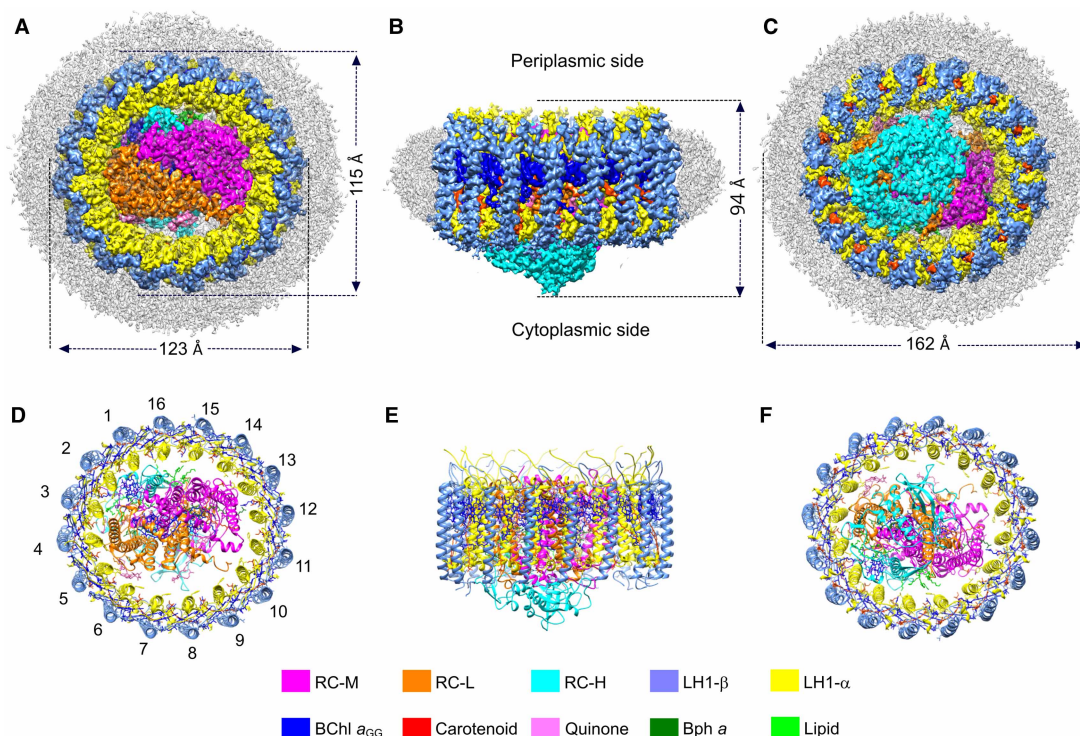 A
B
C
Periplasmic side
115 Å
94 Å
Cytoplasmic side
123 Å
162 Å
D
E
F
1
16
15
2
14
3
13
4
12
5
11
6
10
7
8
9
RC-M
RC-L
RC-H
LH1-β
LH1-α
BChl aGG
Carotenoid
Quinone
Bph a
Lipid